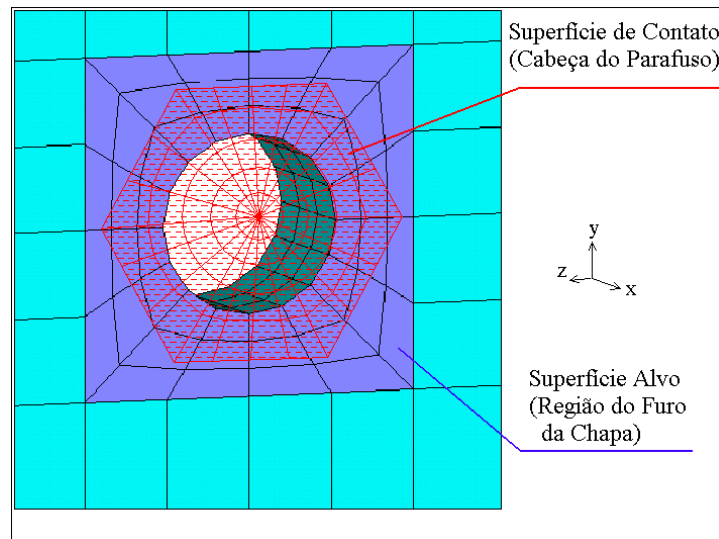 Superfície de Contato
(Cabeça do Parafuso)
y
z
x
Superfície Alvo
(Região do Furo
da Chapa)